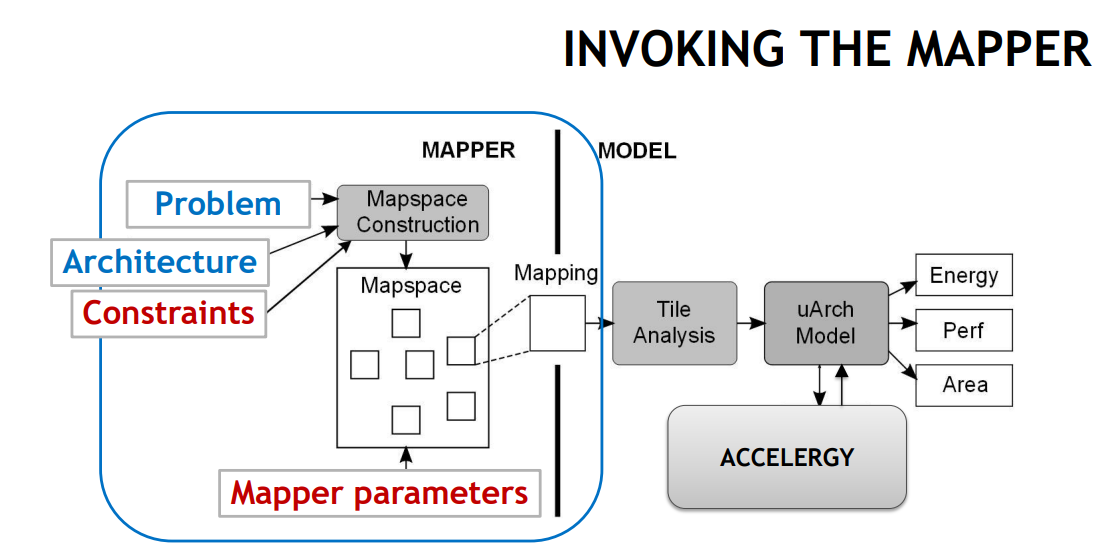 INVOKING THE MAPPER
MAPPER
MODEL
Problem
Architecture
Constraints
Mapspace
Construction
Mapspace
Mapping
Tile
Analysis
uArch
Model
Energy
Perf
Area
ACCELERGY
Mapper parameters